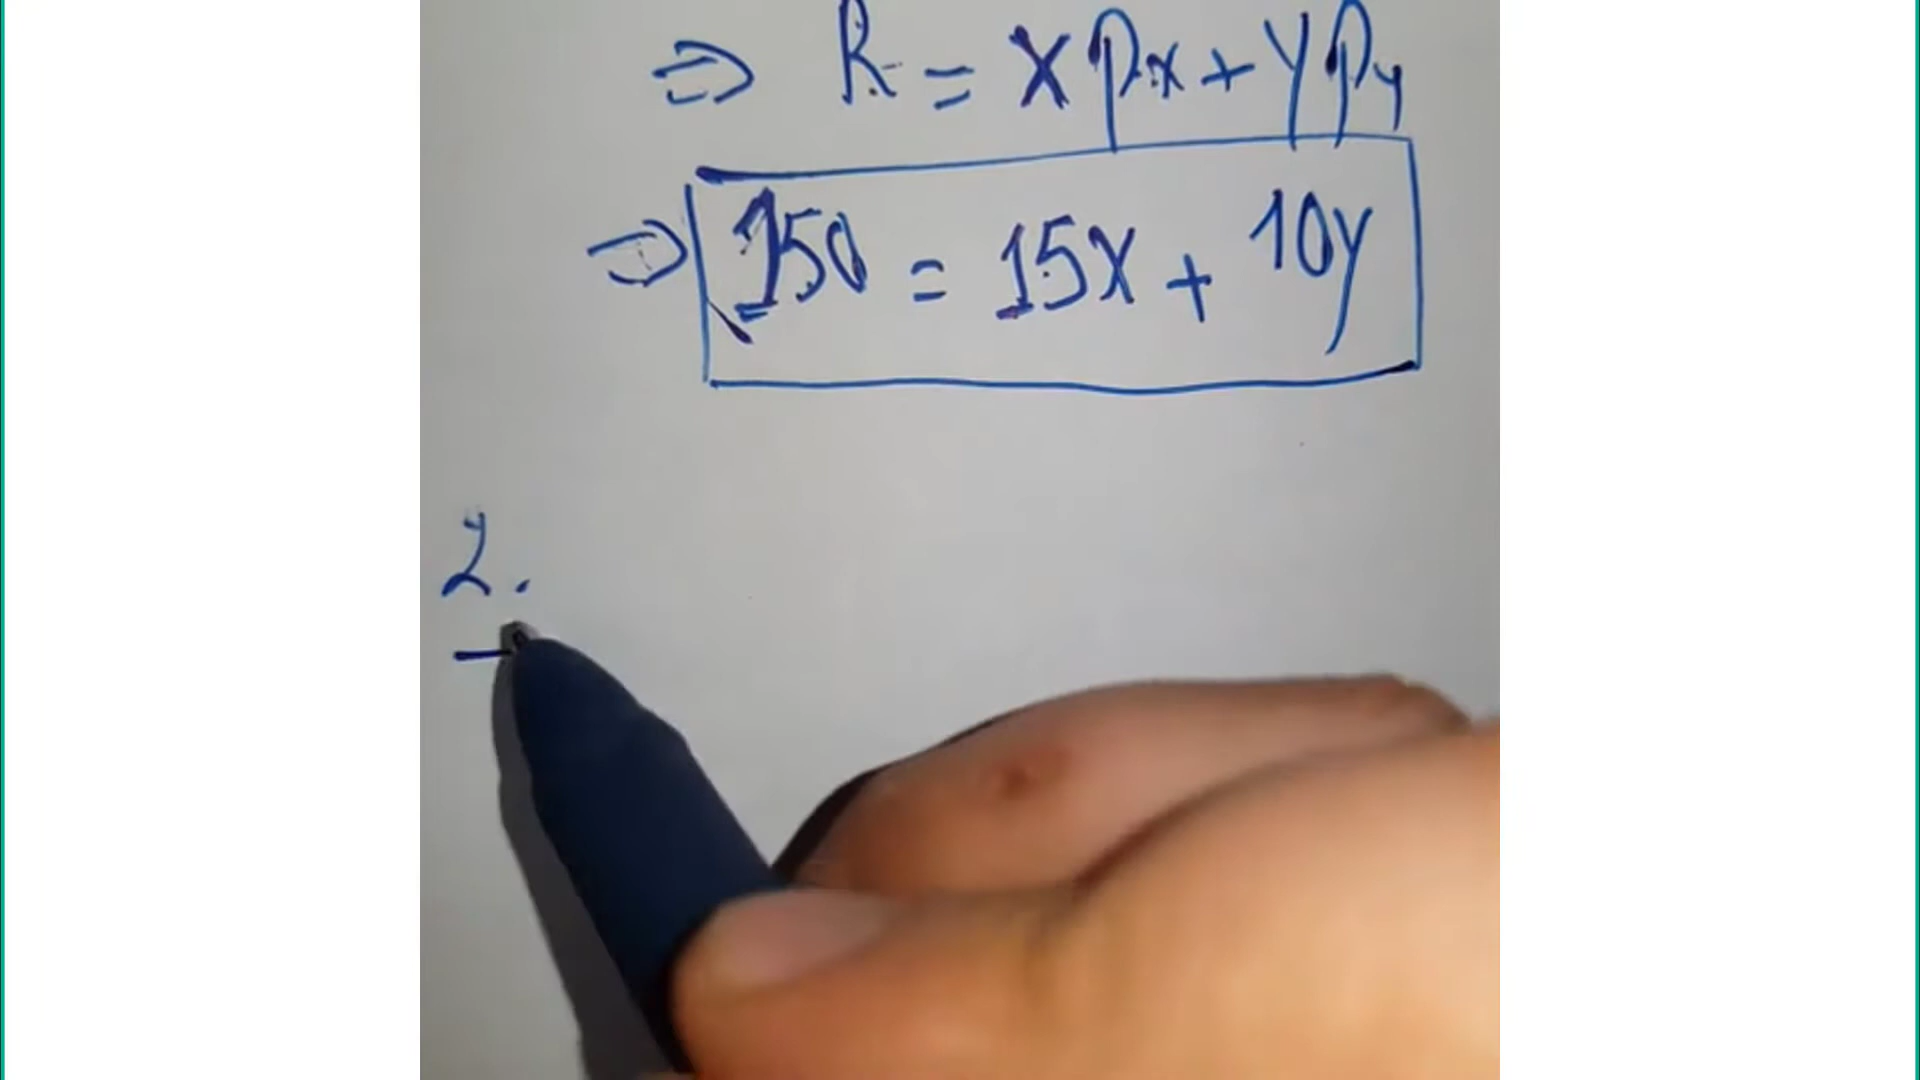 ⇒ R = XPx + YPy
⇒ 150 = 15X + 10Y
2.